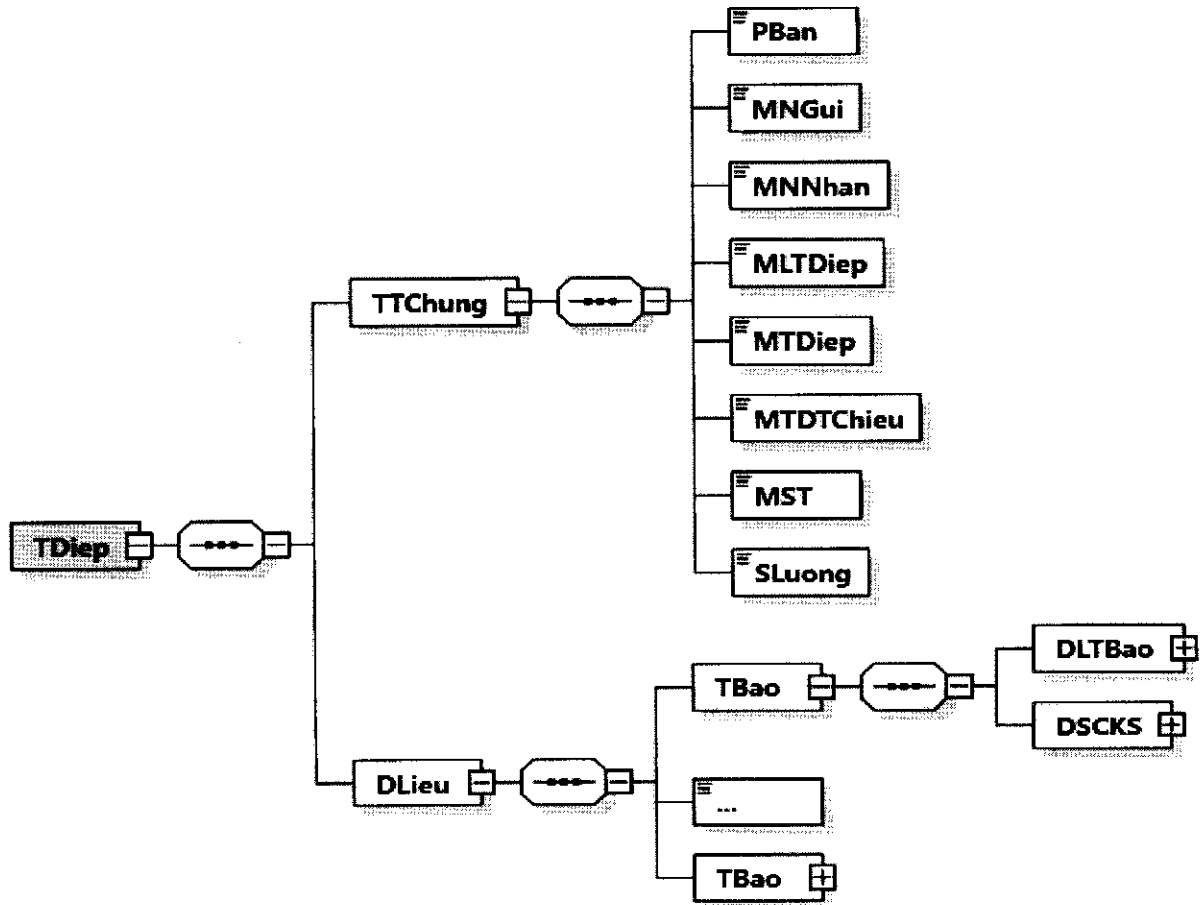 PBan
MNGui
MNNhan
MLTDiep
TTChung
MTDiep
MTDTChieu
MST
TDiep
SLuong
DLTBao
TBao
DSCKS
DLieu
...
TBao